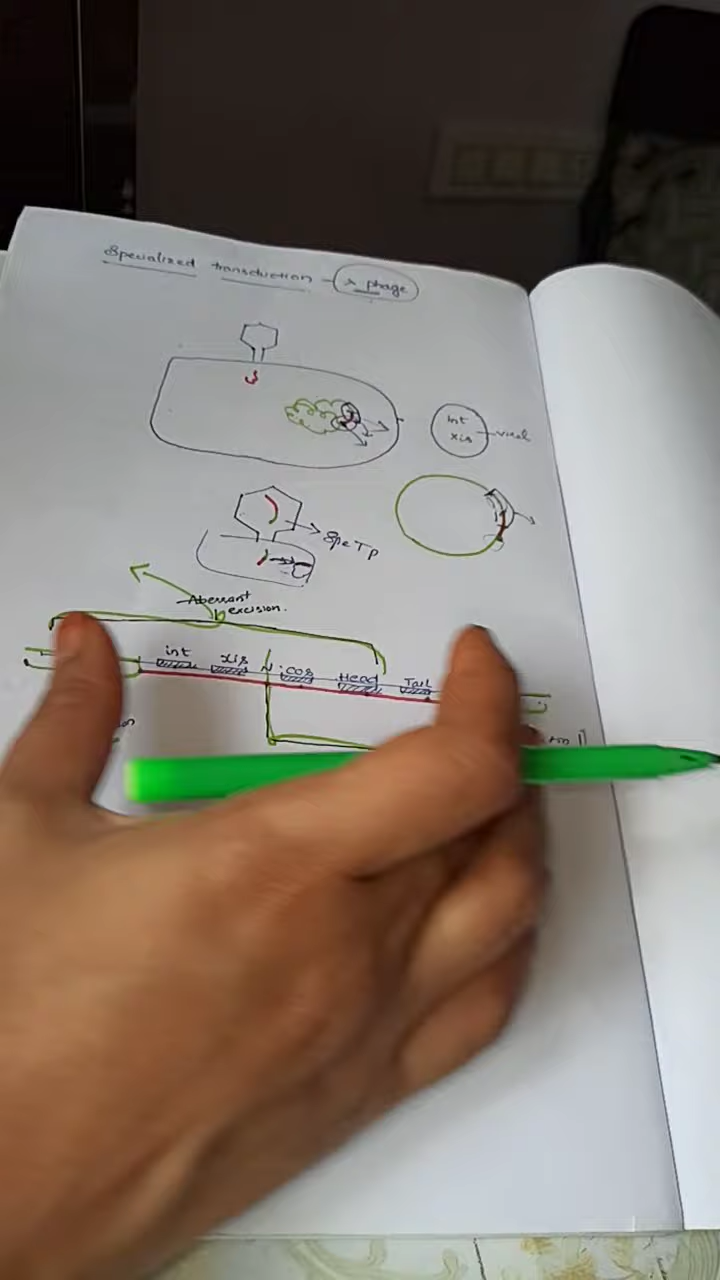 Specialized transduction - λ phage
Int
xis - viral
Spe Tp
Aberrant
excision.
int xis N cos Head Tail